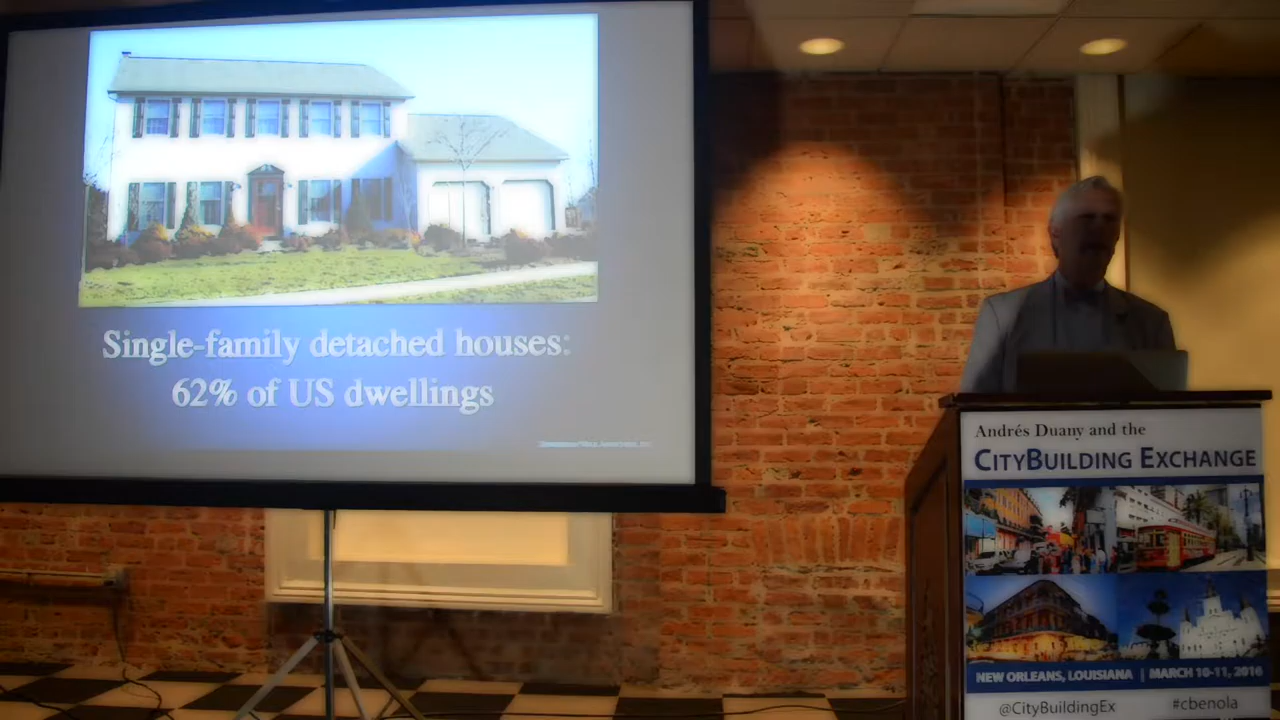 Single-family detached houses:
62% of US dwellings
Andrés Duany and the
CITYBUILDING EXCHANGE
NEW ORLEANS, LOUISIANA | MARCH 10-11, 2016
@CityBuildingEx #cbenola